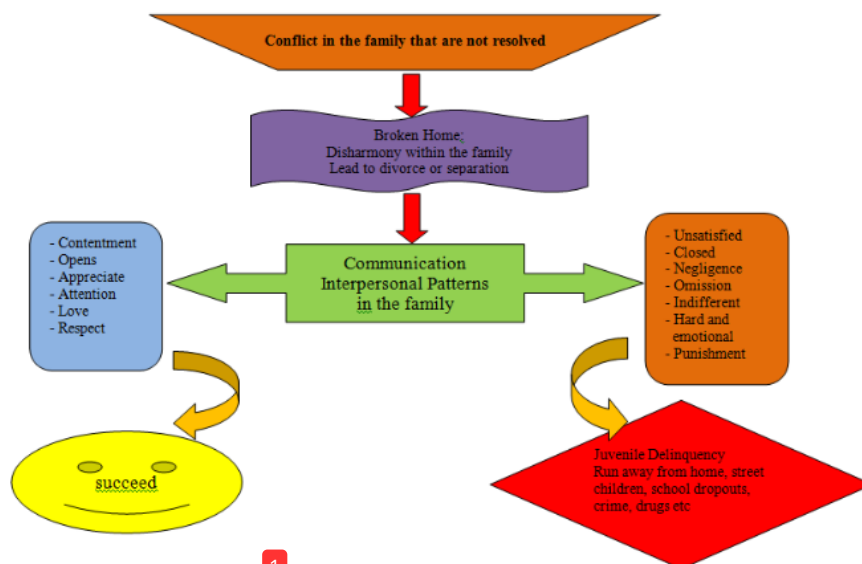 Conflict in the family that are not resolved
Broken Home;
Disharmony within the family
Lead to divorce or separation
- Contentment
- Opens
- Appreciate
- Attention
- Love
- Respect
Communication
Interpersonal Patterns
in the family
- Unsatisfied
- Closed
- Negligence
- Omission
- Indifferent
- Hard and
emotional
- Punishment
succeed
Juvenile Delinquency
Run away from home, street
children, school dropouts,
crime, drugs etc